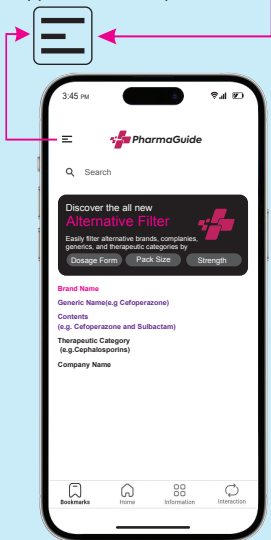 3:45 PM
PharmaGuide
Search
Discover the all new
Alternative Filter
Easily filter alternative brands, complanies,
generics, and therapeutic categories by
Dosage Form Pack Size Strength
Brand Name
Generic Name(e.g Cefoperazone)
Contents
(e.g. Cefoperazone and Sulbactam)
Therapeutic Category
(e.g.Cephalosporins)
Company Name
Bookmarks Home Information Interaction